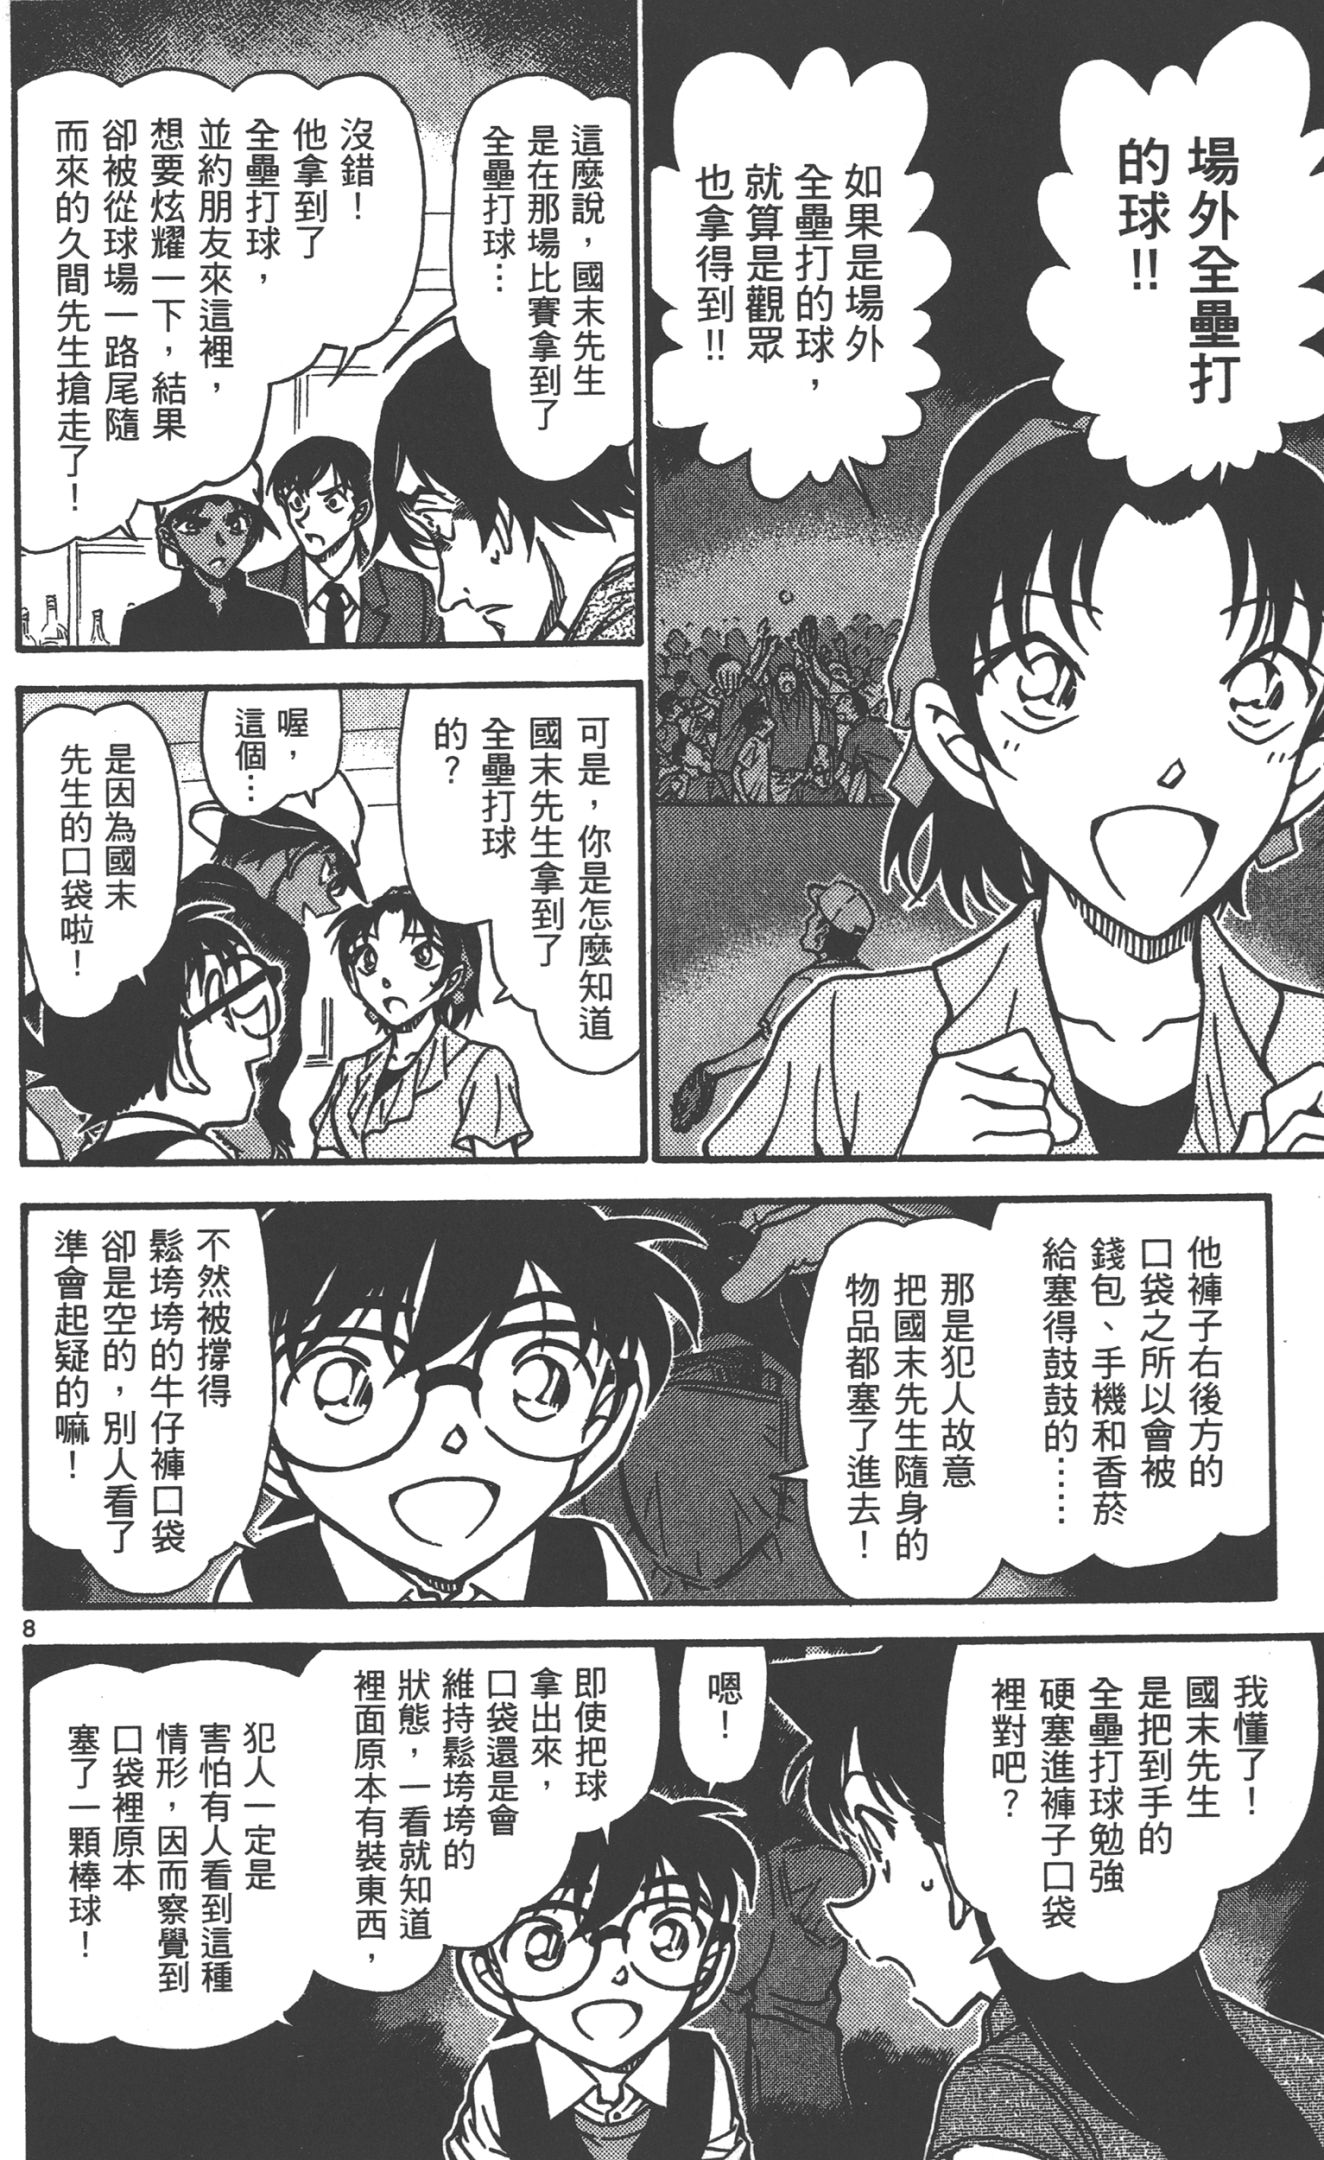 場外全壘打
的球!!
如果是場外
全壘打的球，
就算是觀眾
也拿得到!!
這麼說，國末先生
是在那場比賽拿到了
全壘打球…
沒錯！
他拿到了
全壘打球，
並約朋友來這裡，
想要炫耀一下，結果
卻被從球場一路尾隨
而來的久間先生搶走了！
可是，你是怎麼知道
國末先生拿到了
全壘打球
的？
喔，
這個…
是因為國末
先生的口袋啦！
他褲子右後方的
口袋之所以會被
錢包、手機和香菸
給塞得鼓鼓的……
那是犯人故意
把國末先生隨身的
物品都塞了進去！
不然被撐得
鬆垮垮的牛仔褲口袋
卻是空的，別人看了
準會起疑的嘛！
8
我懂了！
國末先生
是把到手的
全壘打球勉強
硬塞進褲子口袋
裡對吧？
嗯！
即使把球
拿出來，
口袋還是會
維持鬆垮垮的
狀態，一看就知道
裡面原本有裝東西，
犯人一定是
害怕有人看到這種
情形，因而察覺到
口袋裡原本
塞了一顆棒球！